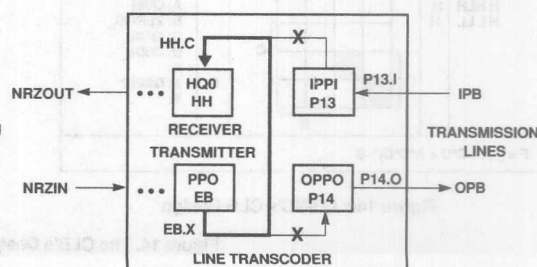 HH.C
X
NRZOUT
HQ0
HH
IPPI
P13
P13.I
IPB
RECEIVER
TRANSMITTER
TRANSMISSION
LINES
NRZIN
PPO
EB
OPPO
P14
P14.O
OPB
EB.X
X
LINE TRANSCODER